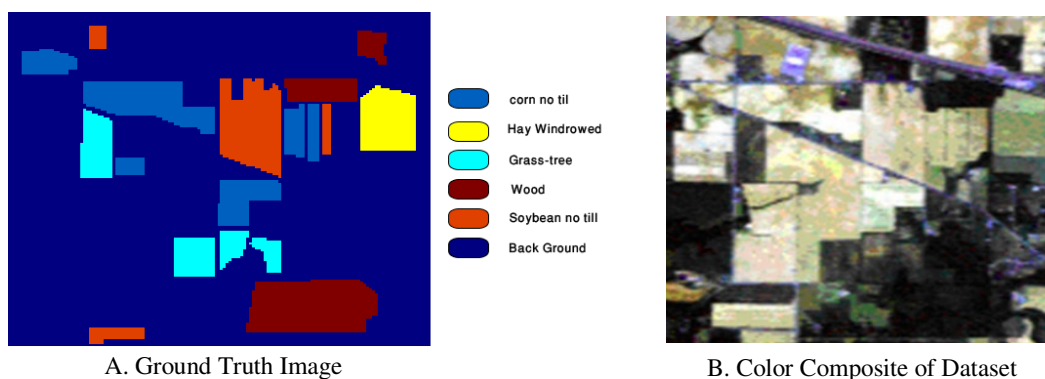 corn no til
Hay Windrowed
Grass-tree
Wood
Soybean no till
Back Ground
A. Ground Truth Image
B. Color Composite of Dataset